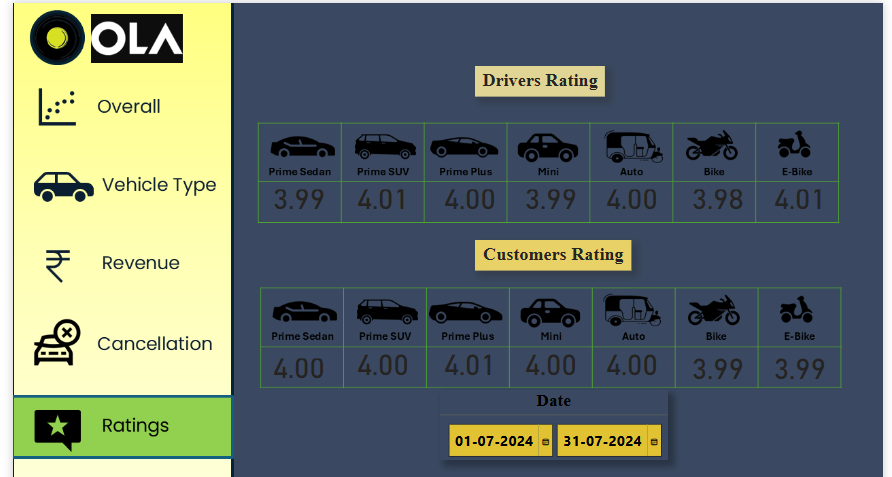 OLA
Overall
Vehicle Type
₹ Revenue
Cancellation
Ratings
Drivers Rating
Prime Sedan Prime SUV Prime Plus Mini Auto Bike E-Bike
3.99 4.01 4.00 3.99 4.00 3.98 4.01
Customers Rating
Prime Sedan Prime SUV Prime Plus Mini Auto Bike E-Bike
4.00 4.00 4.01 4.00 4.00 3.99 3.99
Date
01-07-2024 31-07-2024